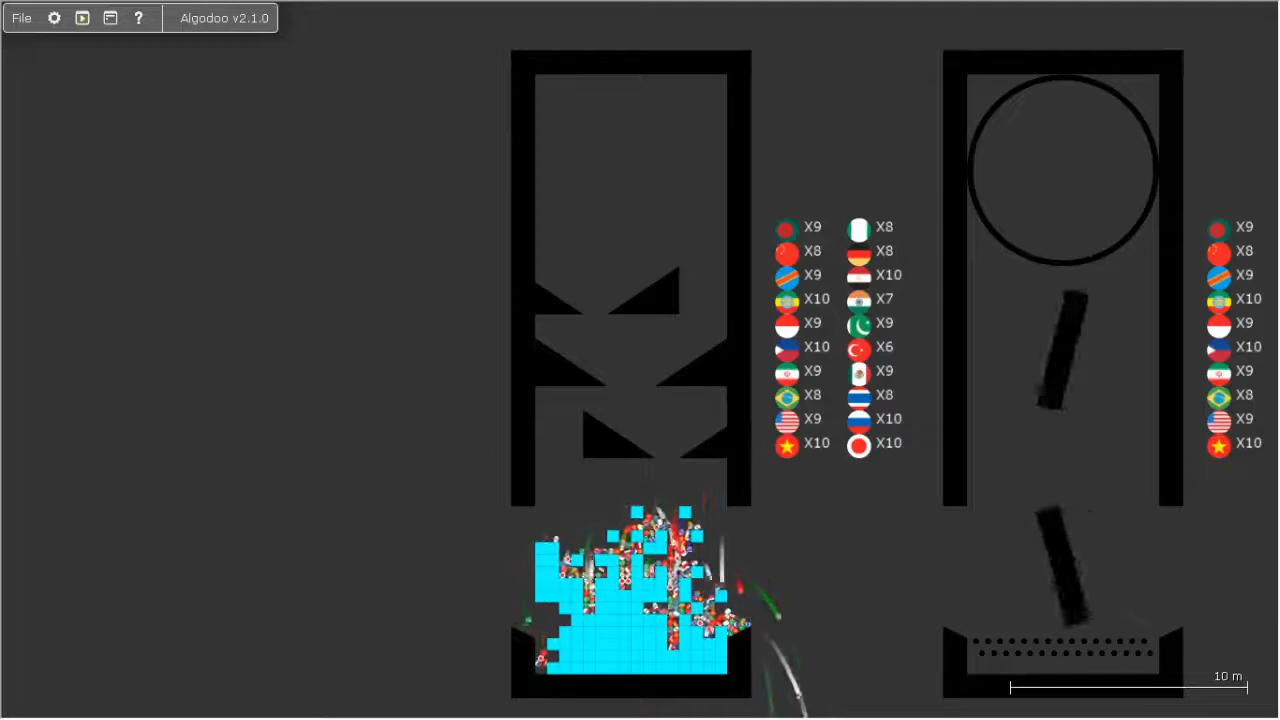 File ? Algodoo v2.1.0
X9 X8 X9
X8 X8 X8
X9 X10 X9
X10 X7 X10
X9 X9 X9
X10 X6 X10
X9 X9 X9
X8 X8 X8
X9 X10 X9
X10 X10 X10
10 m